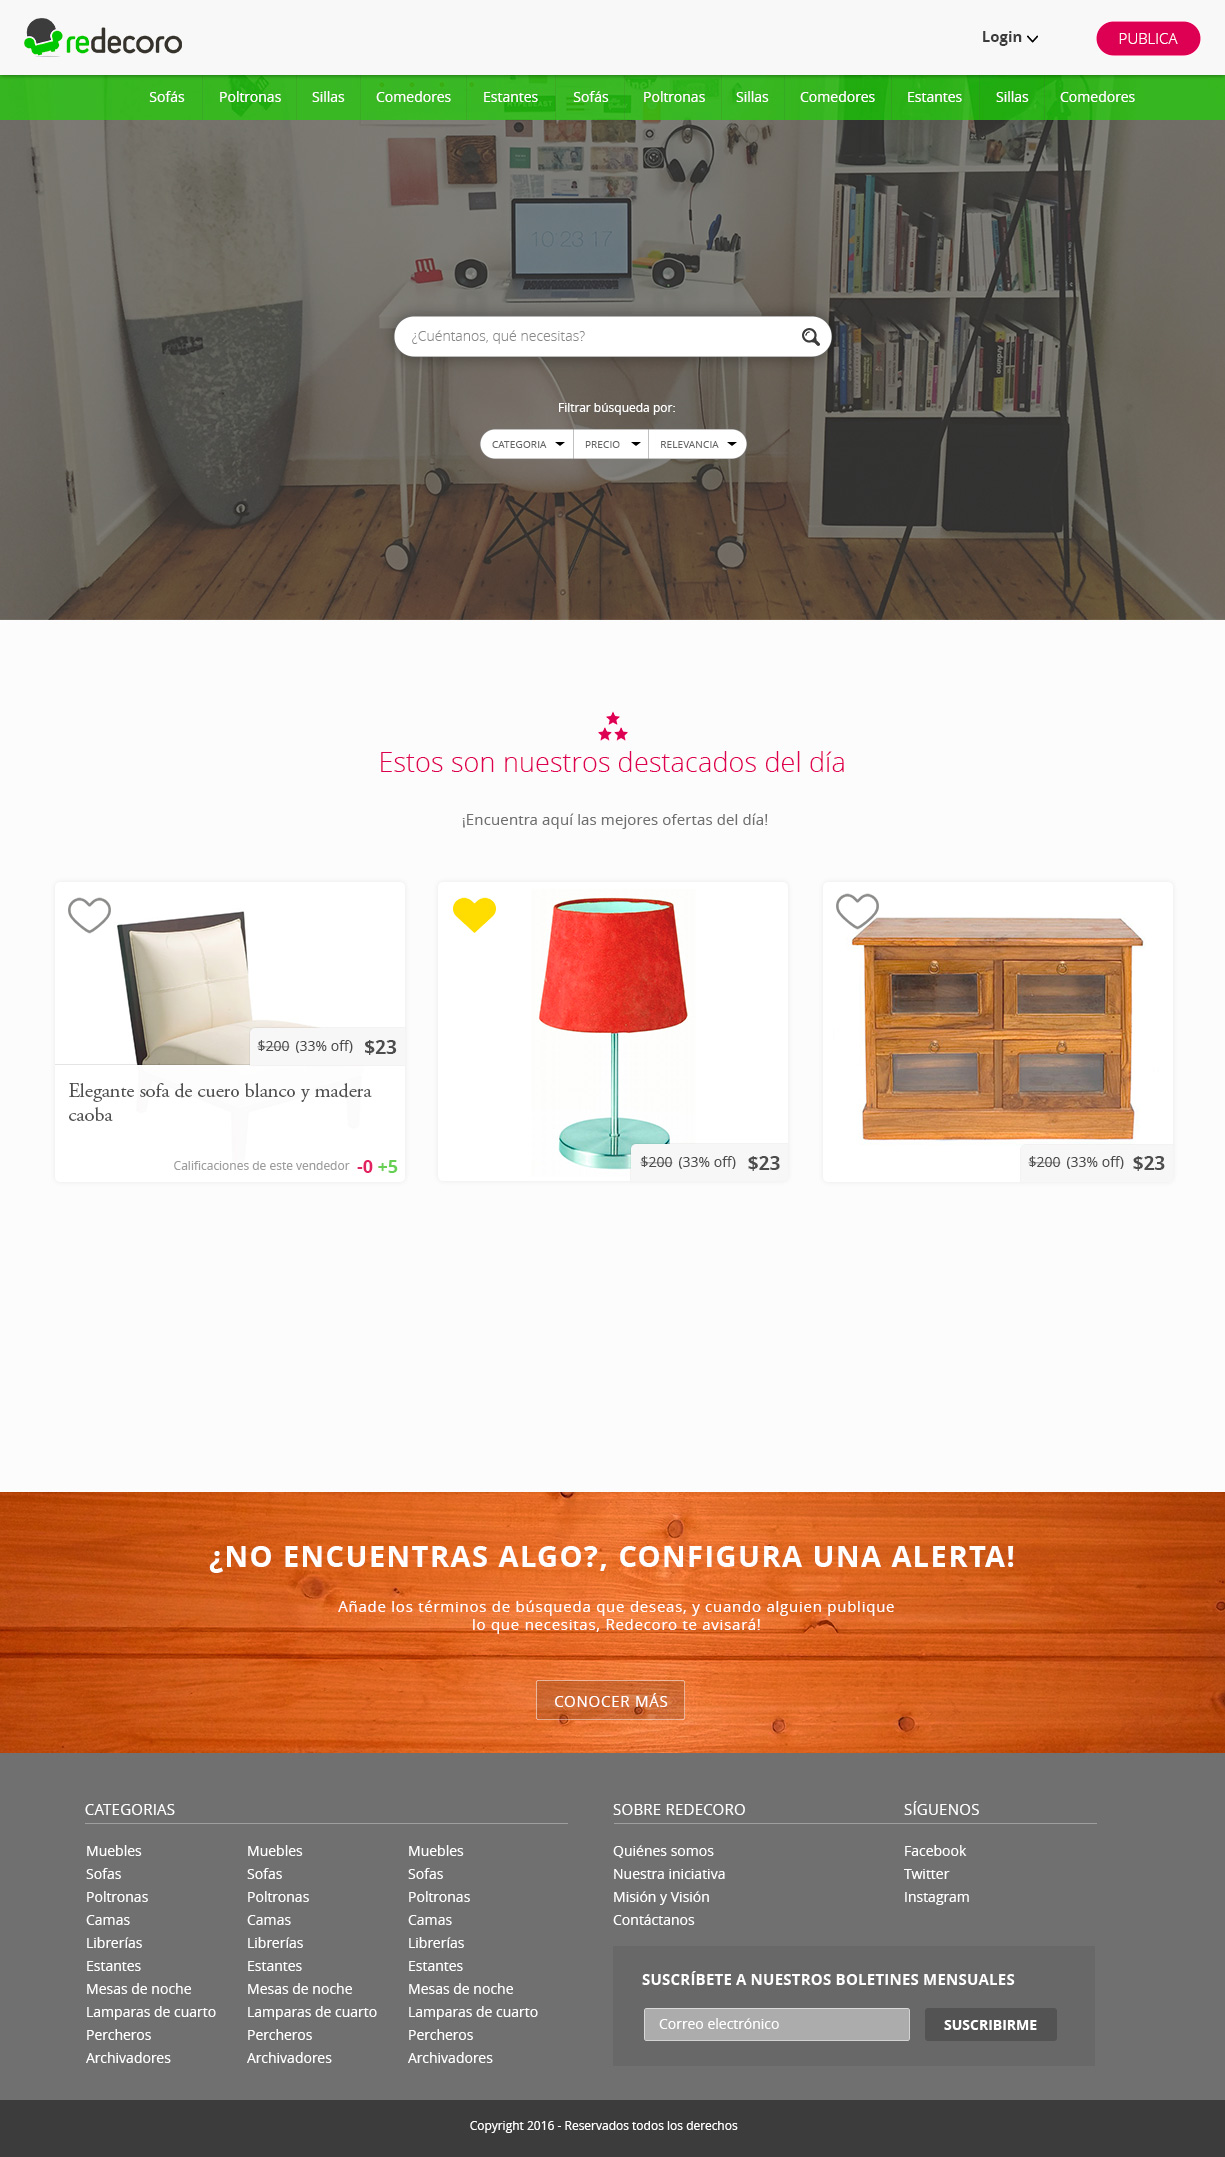 redecoro
Login
PUBLICA
Sofás Poltronas Sillas Comedores Estantes Sofás Poltronas Sillas Comedores Estantes Sillas Comedores
10 23 17
¿Cuéntanos, qué necesitas?
Filtrar búsqueda por:
CATEGORIA PRECIO RELEVANCIA
Estos son nuestros destacados del día
¡Encuentra aquí las mejores ofertas del día!
$200 (33% off) $23
Elegante sofa de cuero blanco y madera
caoba
Calificaciones de este vendedor -0 +5
$200 (33% off) $23
$200 (33% off) $23
¿NO ENCUENTRAS ALGO?, CONFIGURA UNA ALERTA!
Añade los términos de búsqueda que deseas, y cuando alguien publique
lo que necesitas, Redecoro te avisará!
CONOCER MÁS
CATEGORIAS
Muebles
Sofas
Poltronas
Camas
Librerías
Estantes
Mesas de noche
Lamparas de cuarto
Percheros
Archivadores
Muebles
Sofas
Poltronas
Camas
Librerías
Estantes
Mesas de noche
Lamparas de cuarto
Percheros
Archivadores
Muebles
Sofas
Poltronas
Camas
Librerías
Estantes
Mesas de noche
Lamparas de cuarto
Percheros
Archivadores
SOBRE REDECORO
Quiénes somos
Nuestra iniciativa
Misión y Visión
Contáctanos
SÍGUENOS
Facebook
Twitter
Instagram
SUSCRÍBETE A NUESTROS BOLETINES MENSUALES
Correo electrónico
SUSCRIBIRME
Copyright 2016 - Reservados todos los derechos